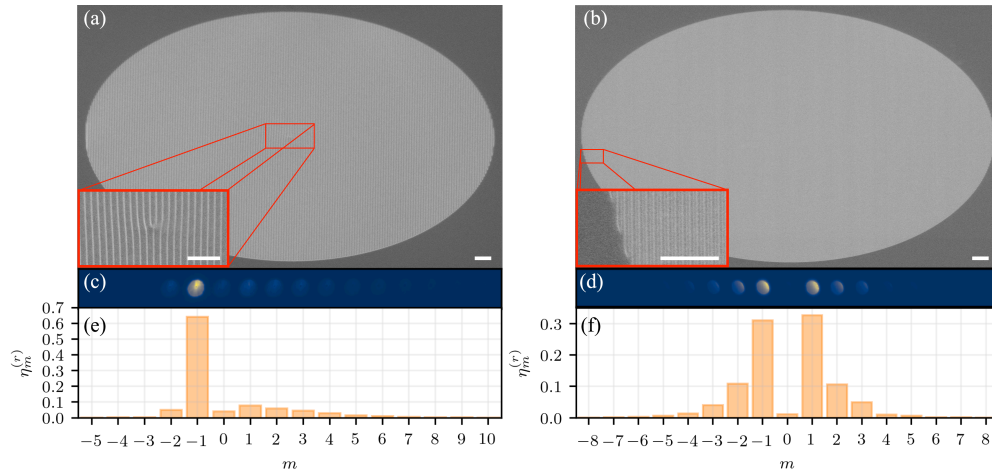 (a)
(b)
(c)
(d)
0.7
0.6
0.5
0.4
0.3
0.2
0.1
0.0
η_m^(r)
(e)
−5 −4 −3 −2 −1 0 1 2 3 4 5 6 7 8 9 10
m
0.3
0.2
0.1
0.0
η_m^(r)
(f)
−8 −7 −6 −5 −4 −3 −2 −1 0 1 2 3 4 5 6 7 8
m